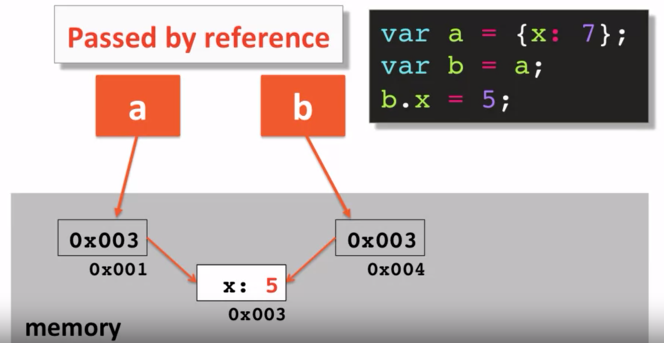 Passed by reference
var a = {x: 7};
var b = a;
b.x = 5;
a
b
0x003
0x001
0x003
0x004
x: 5
0x003
memory